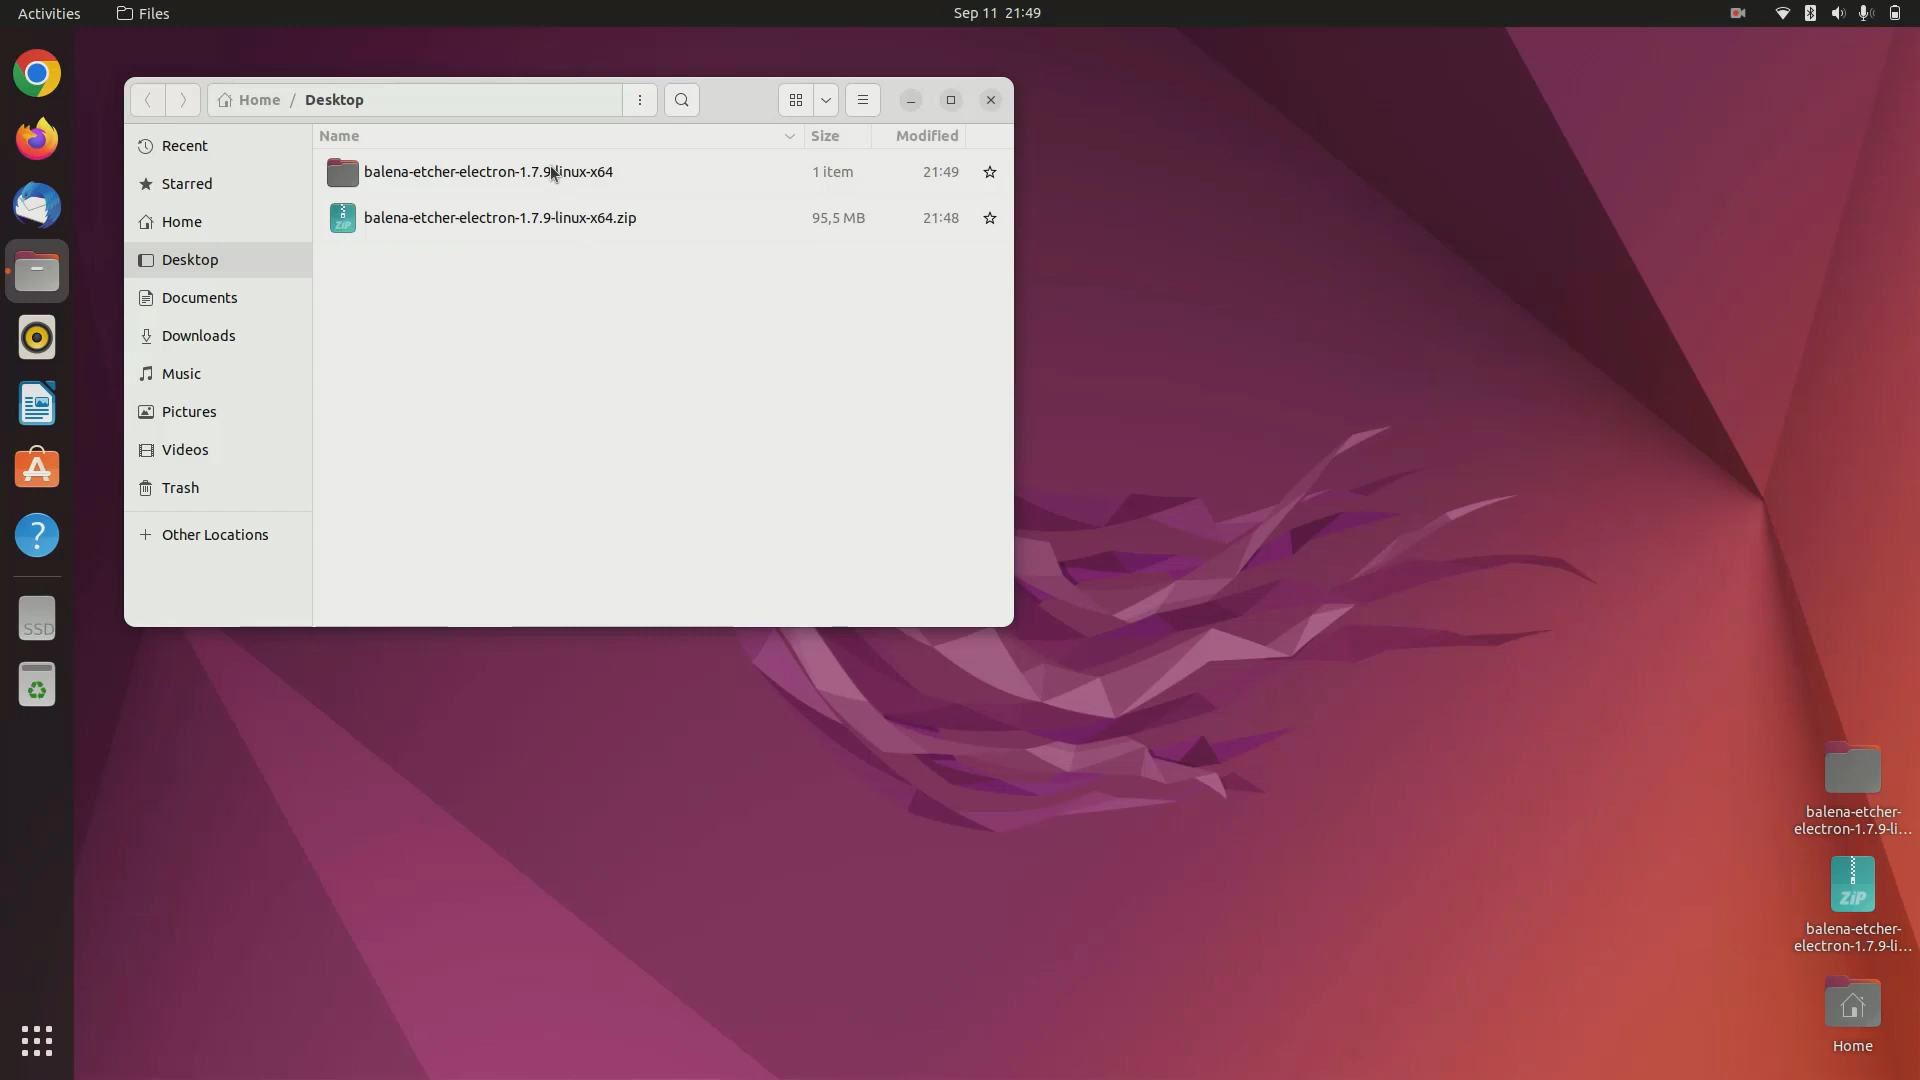 Activities
Files
Sep 11 21:49
Home / Desktop
Name
Size
Modified
Recent
Starred
Home
Desktop
Documents
Downloads
Music
Pictures
Videos
Trash
+ Other Locations
balena-etcher-electron-1.7.9-linux-x64
1 item
21:49
balena-etcher-electron-1.7.9-linux-x64.zip
95,5 MB
21:48
ZIP
?
SSD
balena-etcher-
electron-1.7.9-li...
ZIP
balena-etcher-
electron-1.7.9-li...
Home